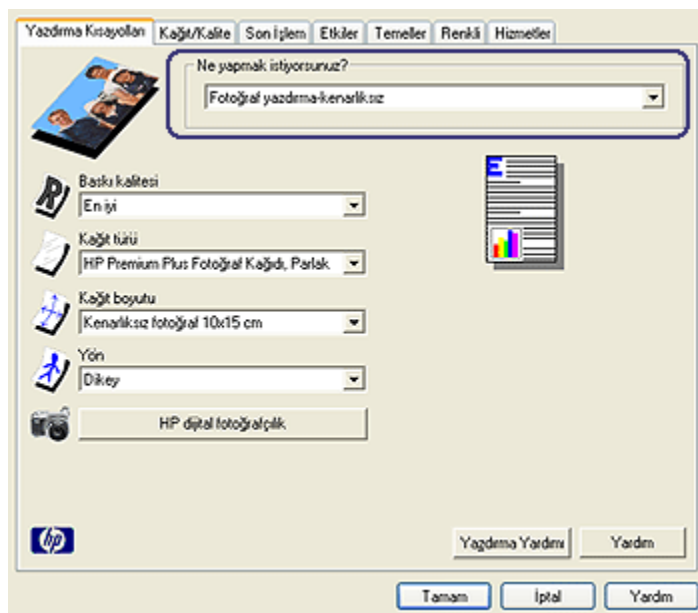 Yazdırma Kısayolları Kağıt/Kalite Son İşlem Etkiler Temeller Renkli Hizmetler
Ne yapmak istiyorsunuz?
Fotoğraf yazdırma-kenarlıksız
Baskı kalitesi
En iyi
Kağıt türü
HP Premium Plus Fotoğraf Kağıdı, Parlak
Kağıt boyutu
Kenarlıksız fotoğraf 10x15 cm
Yön
Dikey
HP dijital fotoğrafçılık
hp
Yazdırma Yardımı Yardım
Tamam İptal Yardım